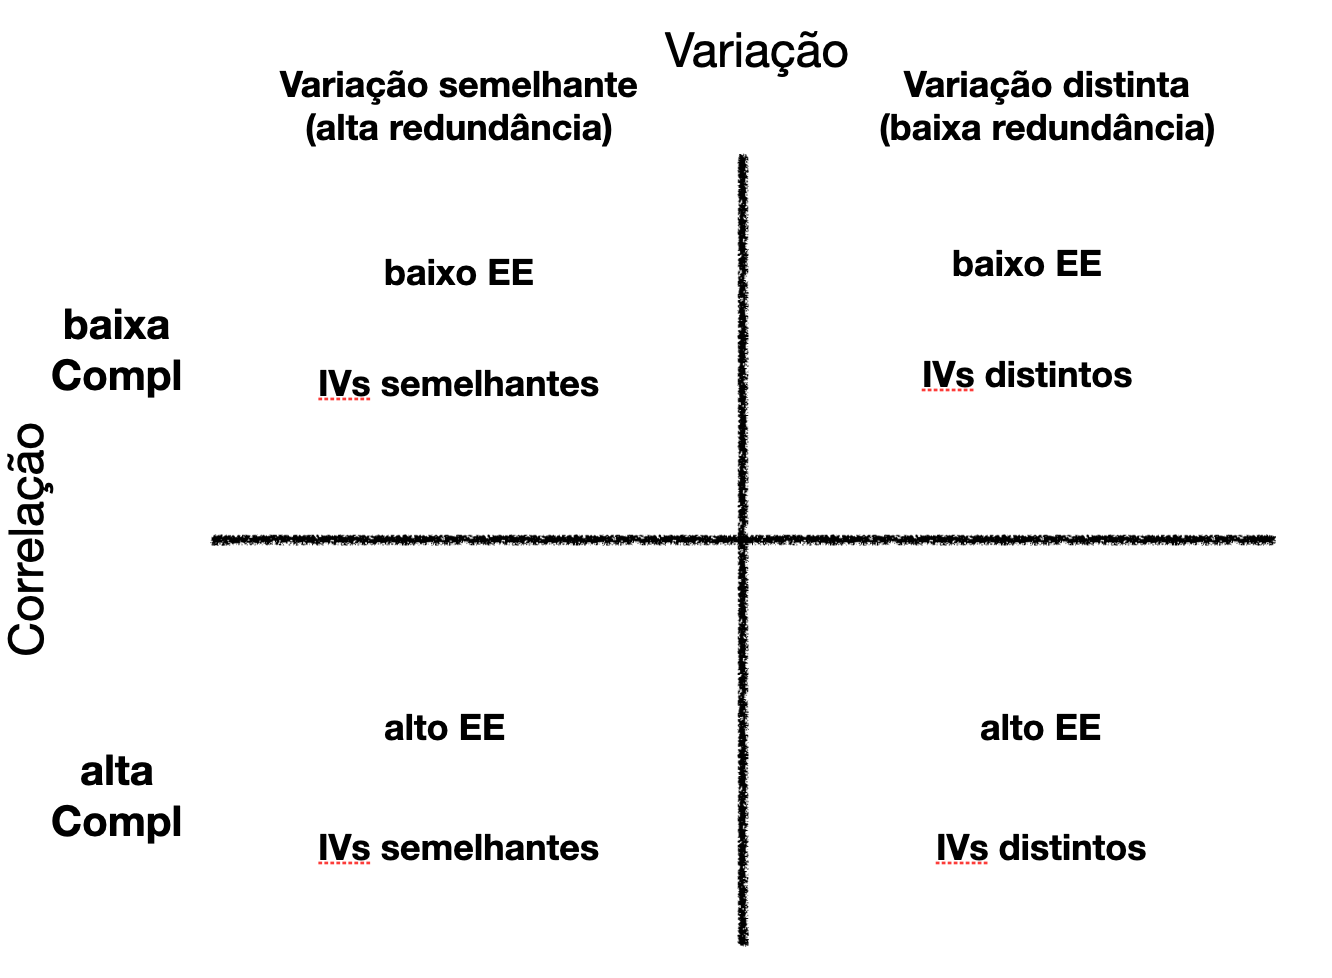 Variação
Variação semelhante
(alta redundância)
Variação distinta
(baixa redundância)
baixo EE
baixo EE
baixa
Compl
IVs semelhantes
IVs distintos
Correlação
alto EE
alto EE
alta
Compl
IVs semelhantes
IVs distintos